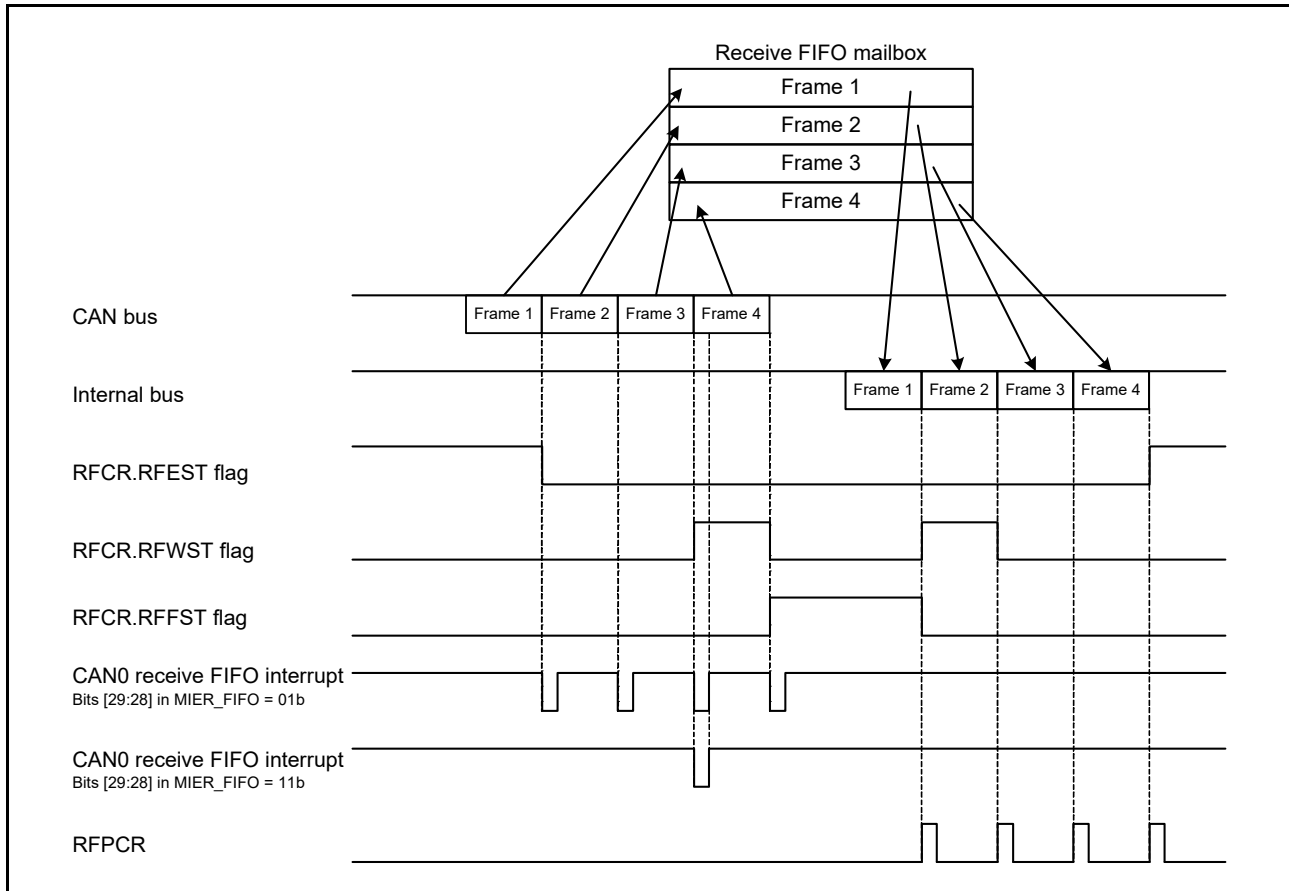 Receive FIFO mailbox
Frame 1
Frame 2
Frame 3
Frame 4
CAN bus
Frame 1 Frame 2 Frame 3 Frame 4
Internal bus
Frame 1 Frame 2 Frame 3 Frame 4
RFCR.RFEST flag
RFCR.RFWST flag
RFCR.RFFST flag
CAN0 receive FIFO interrupt
Bits [29:28] in MIER_FIFO = 01b
CAN0 receive FIFO interrupt
Bits [29:28] in MIER_FIFO = 11b
RFPCR